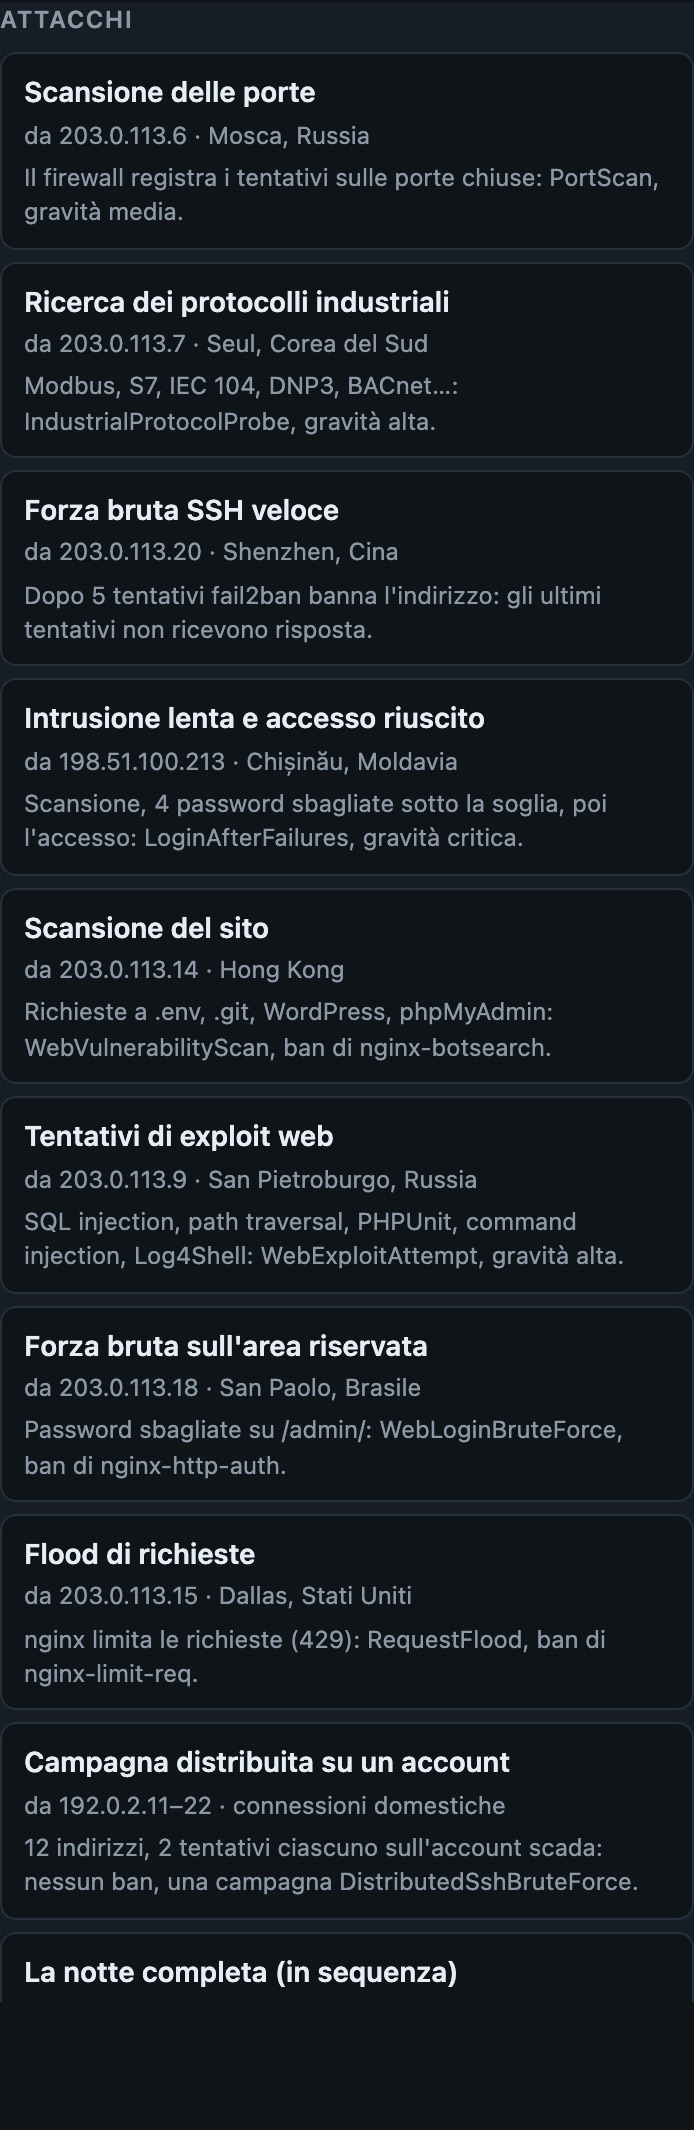 ATTACCHI
Scansione delle porte
da 203.0.113.6 · Mosca, Russia
Il firewall registra i tentativi sulle porte chiuse: PortScan,
gravità media.
Ricerca dei protocolli industriali
da 203.0.113.7 · Seul, Corea del Sud
Modbus, S7, IEC 104, DNP3, BACnet…:
IndustrialProtocolProbe, gravità alta.
Forza bruta SSH veloce
da 203.0.113.20 · Shenzhen, Cina
Dopo 5 tentativi fail2ban banna l'indirizzo: gli ultimi
tentativi non ricevono risposta.
Intrusione lenta e accesso riuscito
da 198.51.100.213 · Chișinău, Moldavia
Scansione, 4 password sbagliate sotto la soglia, poi
l'accesso: LoginAfterFailures, gravità critica.
Scansione del sito
da 203.0.113.14 · Hong Kong
Richieste a .env, .git, WordPress, phpMyAdmin:
WebVulnerabilityScan, ban di nginx-botsearch.
Tentativi di exploit web
da 203.0.113.9 · San Pietroburgo, Russia
SQL injection, path traversal, PHPUnit, command
injection, Log4Shell: WebExploitAttempt, gravità alta.
Forza bruta sull'area riservata
da 203.0.113.18 · San Paolo, Brasile
Password sbagliate su /admin/: WebLoginBruteForce,
ban di nginx-http-auth.
Flood di richieste
da 203.0.113.15 · Dallas, Stati Uniti
nginx limita le richieste (429): RequestFlood, ban di
nginx-limit-req.
Campagna distribuita su un account
da 192.0.2.11–22 · connessioni domestiche
12 indirizzi, 2 tentativi ciascuno sull'account scada:
nessun ban, una campagna DistributedSshBruteForce.
La notte completa (in sequenza)